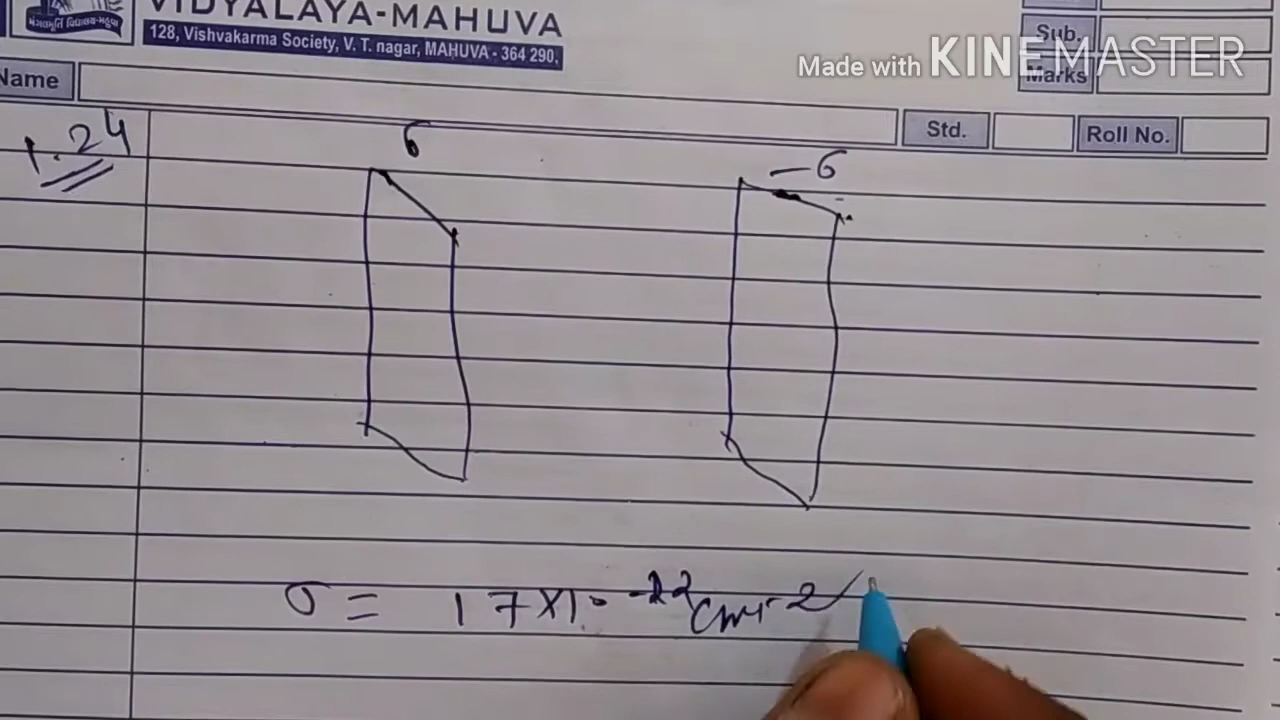 VIDYALAYA-MAHUVA
128, Vishvakarma Society, V. T. nagar, MAHUVA - 364 290.
Sub.
Marks
Made with KINEMASTER
Name
Std.
Roll No.
1.24
6
-6
σ = 17 X10 -22 Cm-2